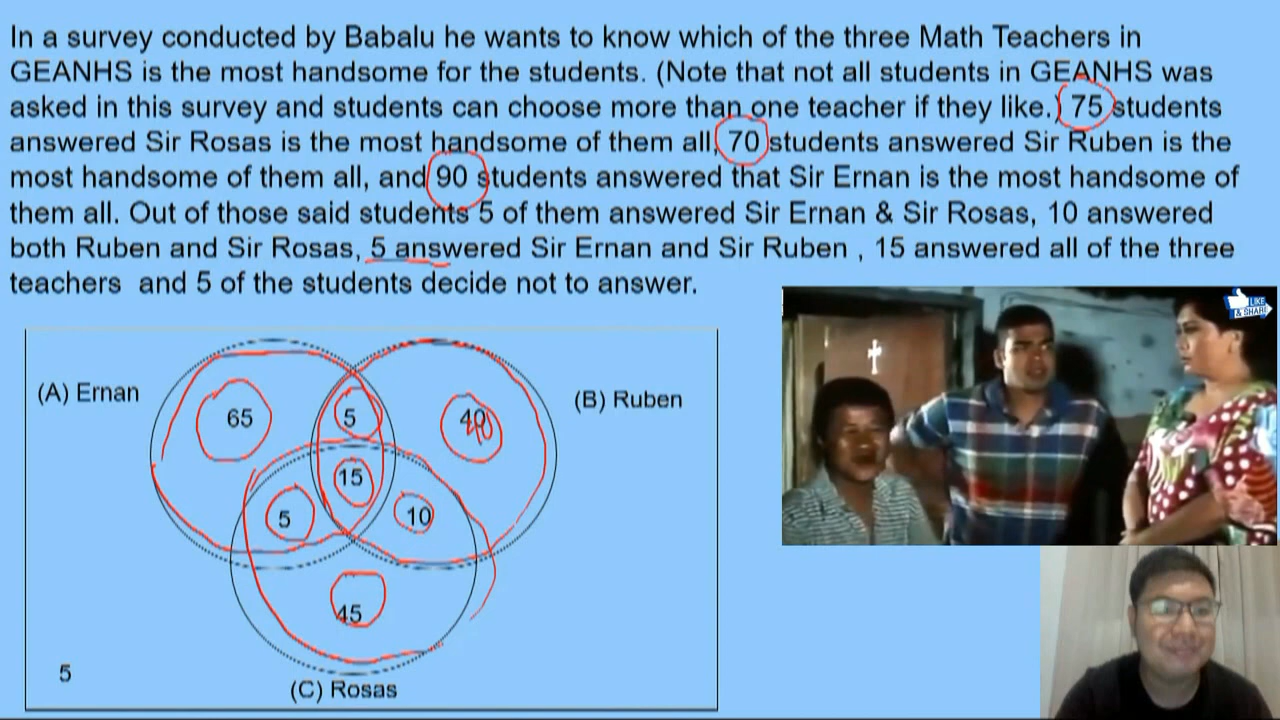 In a survey conducted by Babalu he wants to know which of the three Math Teachers in
GEANHS is the most handsome for the students. (Note that not all students in GEANHS was
asked in this survey and students can choose more than one teacher if they like.) 75 students
answered Sir Rosas is the most handsome of them all, 70 students answered Sir Ruben is the
most handsome of them all, and 90 students answered that Sir Ernan is the most handsome of
them all. Out of those said students 5 of them answered Sir Ernan & Sir Rosas, 10 answered
both Ruben and Sir Rosas, 5 answered Sir Ernan and Sir Ruben , 15 answered all of the three
teachers and 5 of the students decide not to answer.
LIKE
& SHARE
(A) Ernan
(B) Ruben
65
5
40
40
15
5
10
45
5
(C) Rosas